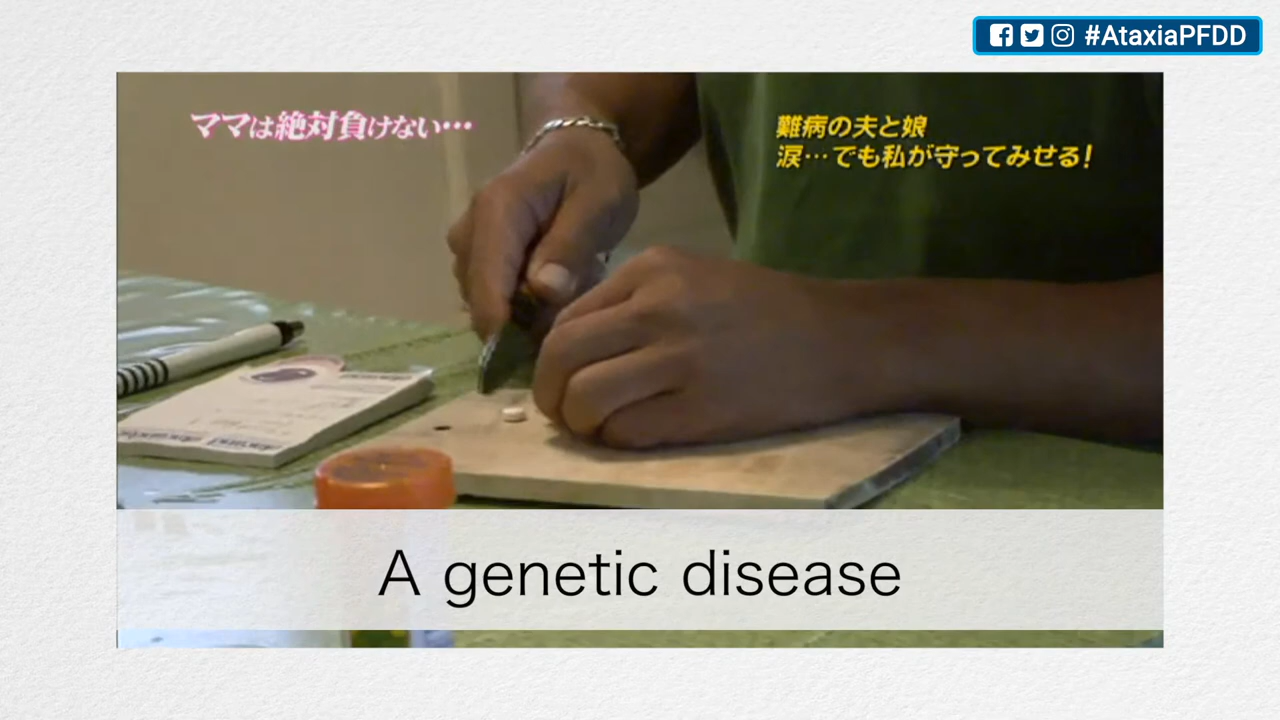 #AtaxiaPFDD
ママは絶対負けない…
難病の夫と娘
涙…でも私が守ってみせる!
A genetic disease